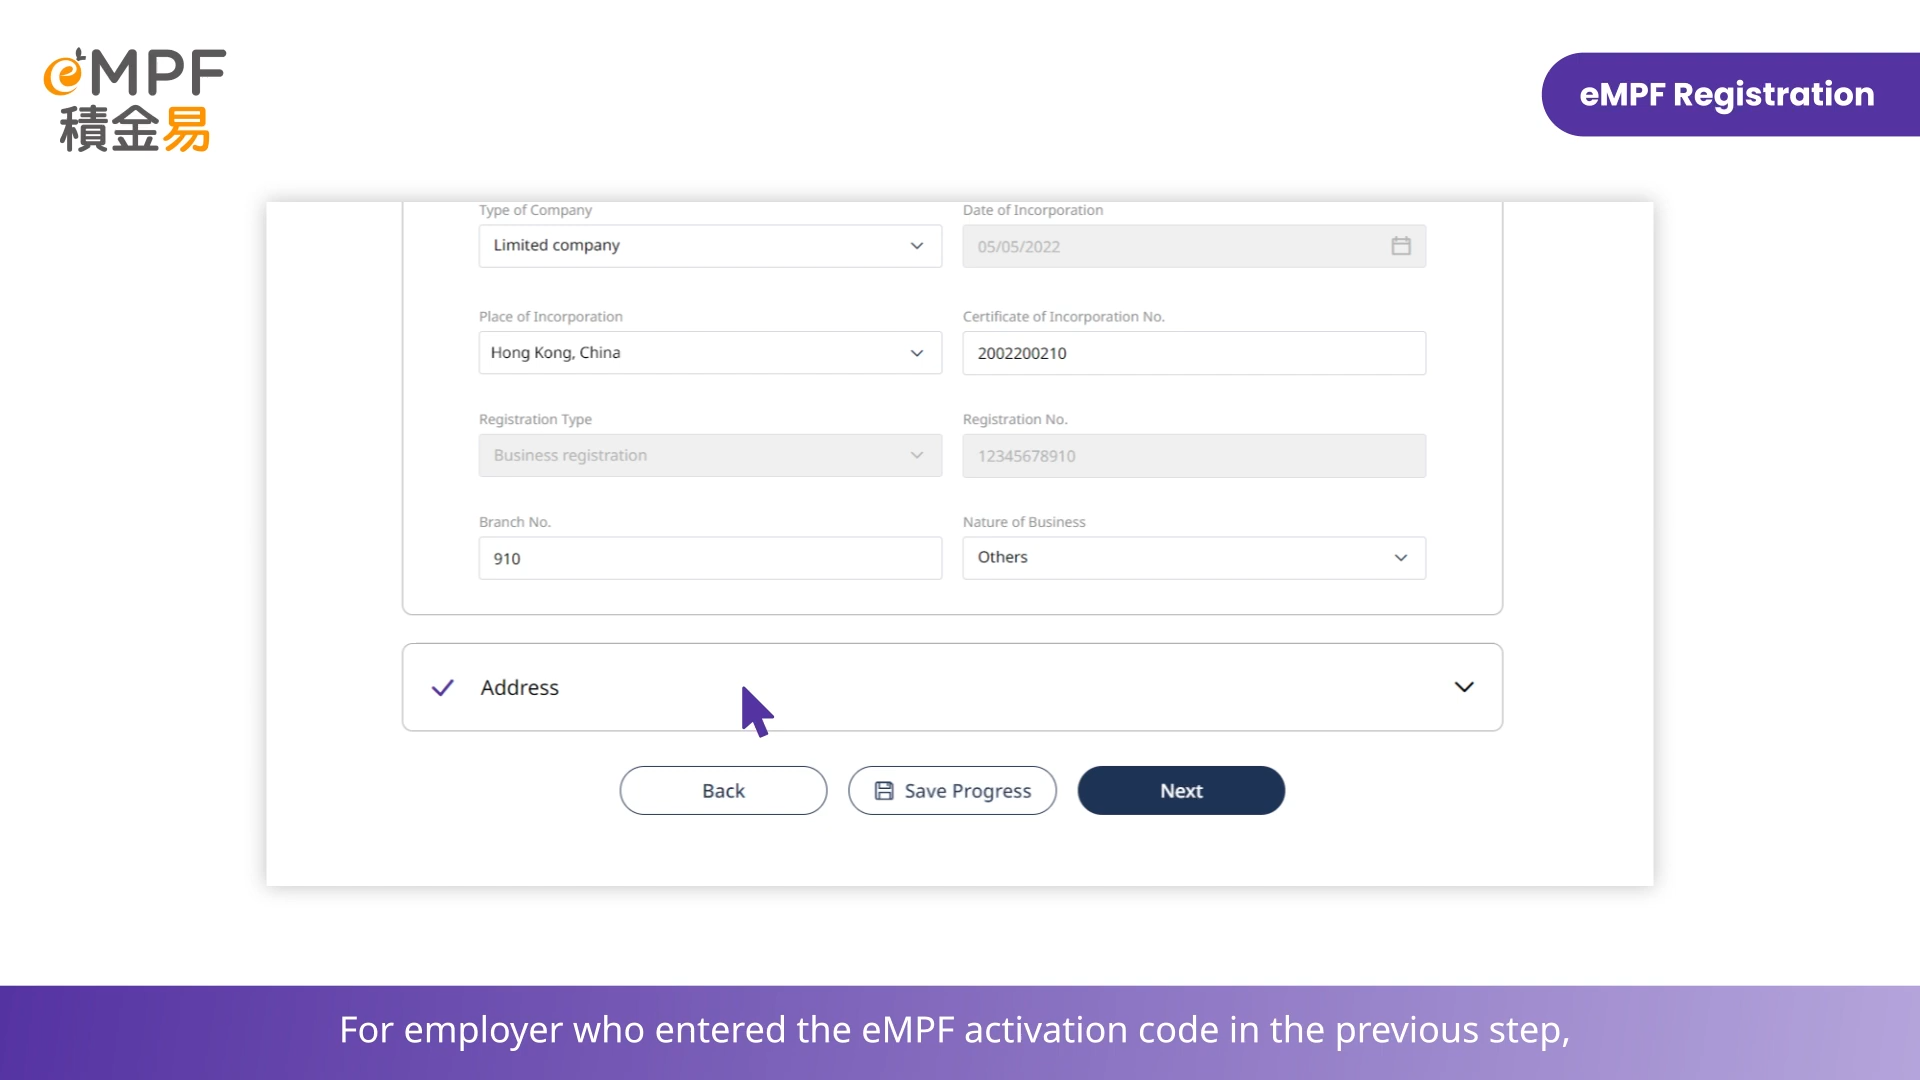 eMPF
積金易
eMPF Registration
Type of Company
Date of Incorporation
Limited company
05/05/2022
Place of Incorporation
Certificate of Incorporation No.
Hong Kong, China
2002200210
Registration Type
Registration No.
Business registration
12345678910
Branch No.
Nature of Business
910
Others
Address
Back
Save Progress
Next
For employer who entered the eMPF activation code in the previous step,